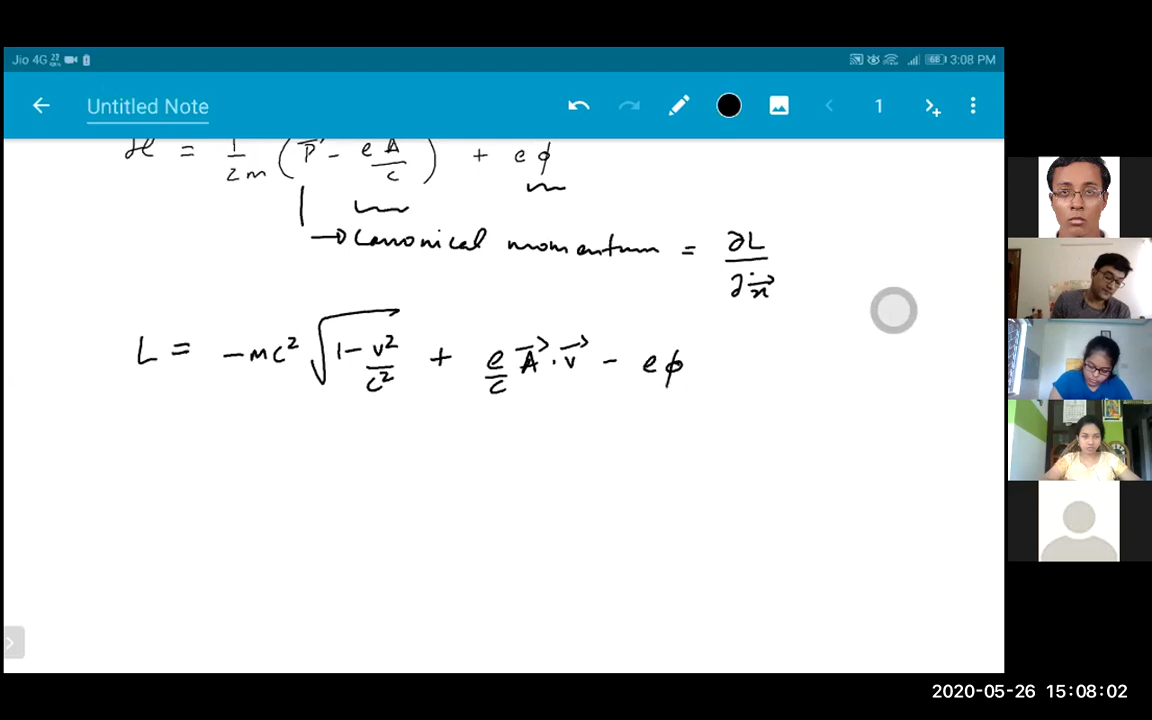 Jio 4G 3:08 PM
Untitled Note 1
H = 1/2m (p⃗ - eA/c) + eϕ
→ Canonical momentum = ∂L/∂ẋ⃗
L = -mc² √(1 - v²/c²) + e/c A⃗·v⃗ - eϕ
2020-05-26 15:08:02